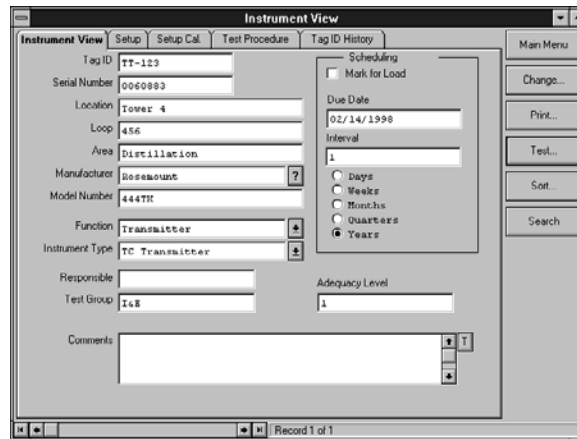 Instrument View
Instrument View Setup Setup Cal. Test Procedure Tag ID History
Main Menu
Change...
Print...
Test...
Sort...
Search
Tag ID TT-123
Serial Number 0060883
Location Tower 4
Loop 456
Area Distillation
Manufacturer Rosemount ?
Model Number 444TK
Function Transmitter
Instrument Type TC Transmitter
Responsible
Test Group I&E
Scheduling
Mark for Load
Due Date
02/14/1998
Interval
1
Days
Weeks
Months
Quarters
Years
Adequacy Level
1
Comments T
Record 1 of 1